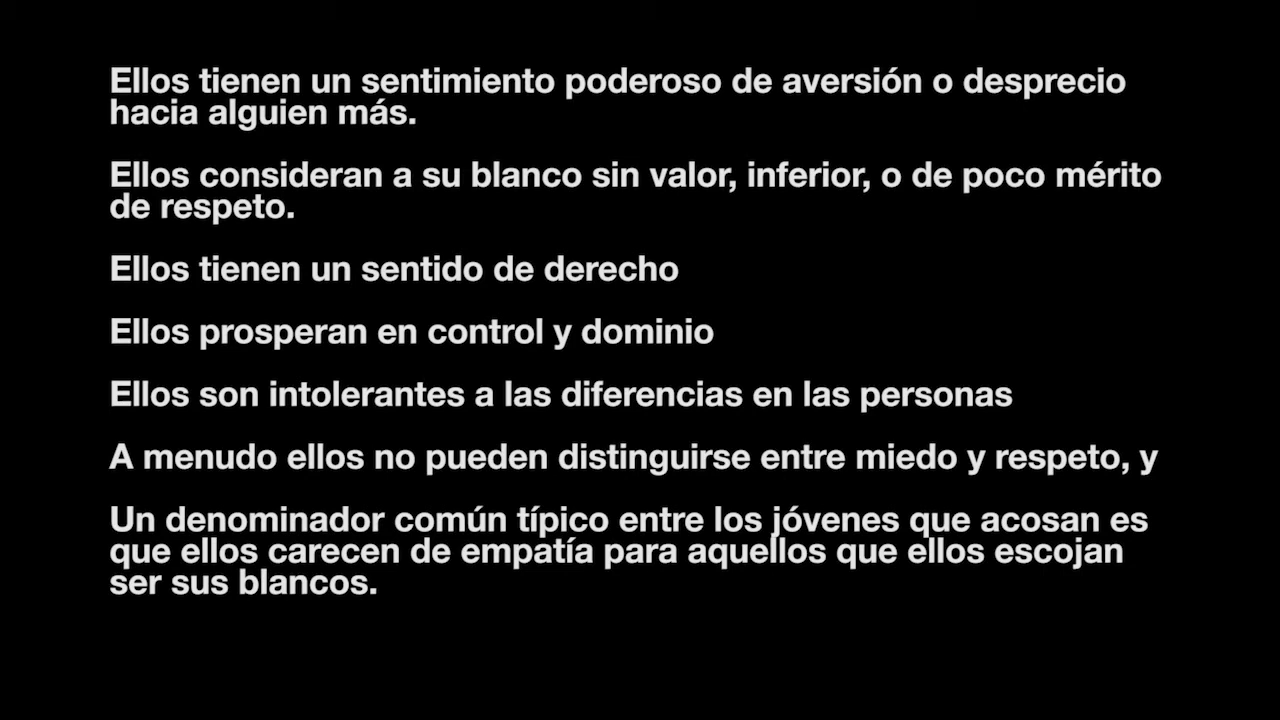 Ellos tienen un sentimiento poderoso de aversión o desprecio
hacia alguien más.
Ellos consideran a su blanco sin valor, inferior, o de poco mérito
de respeto.
Ellos tienen un sentido de derecho
Ellos prosperan en control y dominio
Ellos son intolerantes a las diferencias en las personas
A menudo ellos no pueden distinguirse entre miedo y respeto, y
Un denominador común típico entre los jóvenes que acosan es
que ellos carecen de empatía para aquellos que ellos escojan
ser sus blancos.